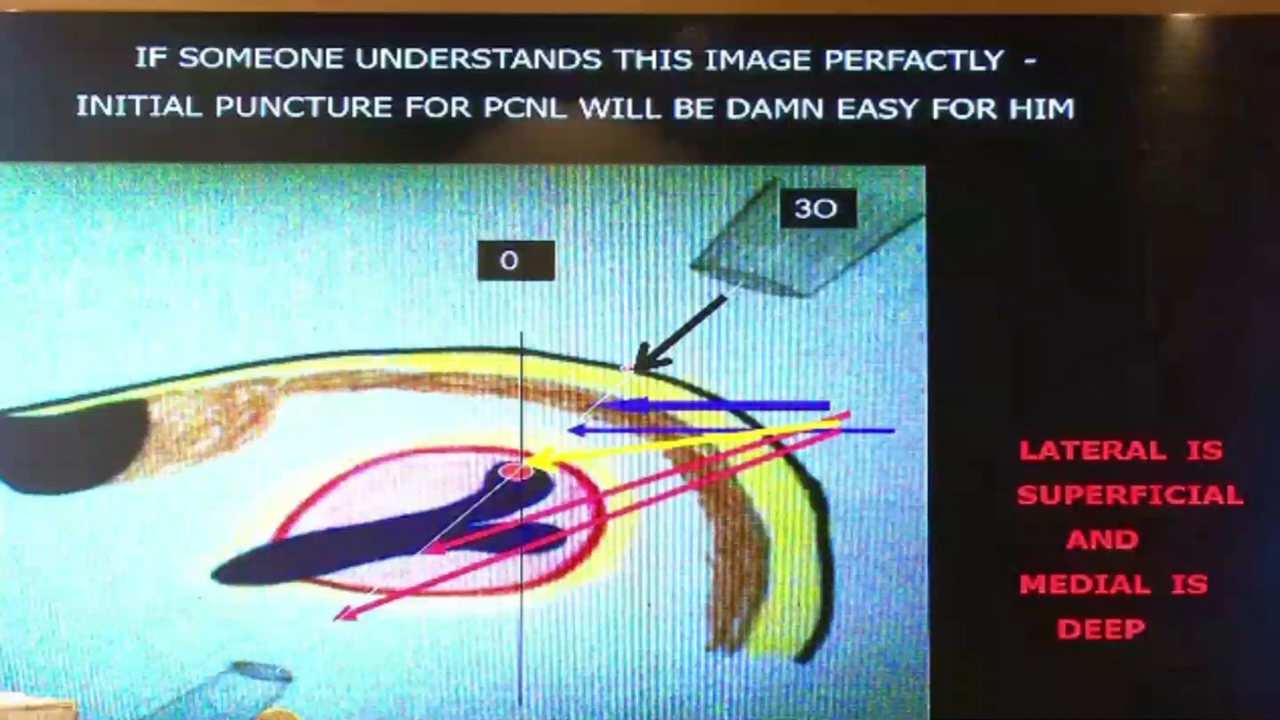 IF SOMEONE UNDERSTANDS THIS IMAGE PERFACTLY -
INITIAL PUNCTURE FOR PCNL WILL BE DAMN EASY FOR HIM
30
0
LATERAL IS
SUPERFICIAL
AND
MEDIAL IS
DEEP